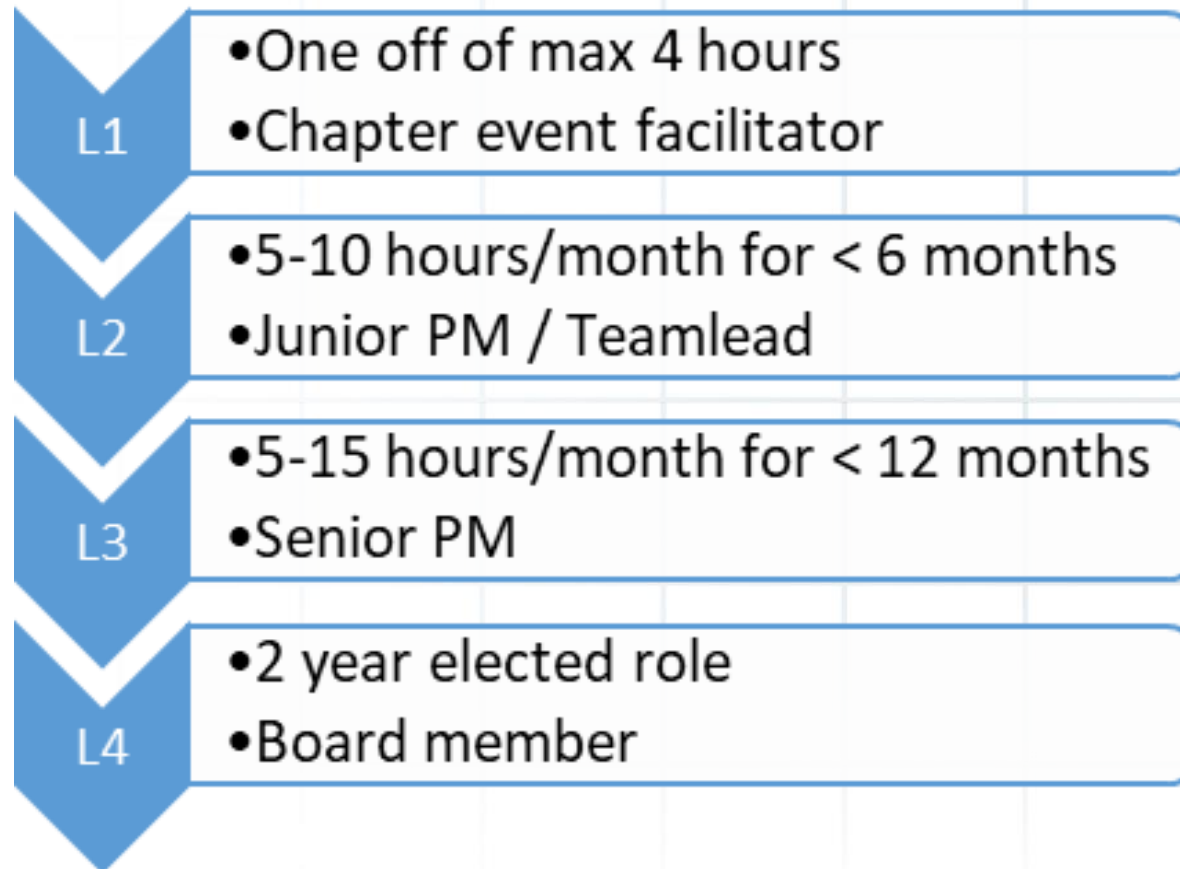 L1
•One off of max 4 hours
•Chapter event facilitator
L2
•5-10 hours/month for < 6 months
•Junior PM / Teamlead
L3
•5-15 hours/month for < 12 months
•Senior PM
L4
•2 year elected role
•Board member